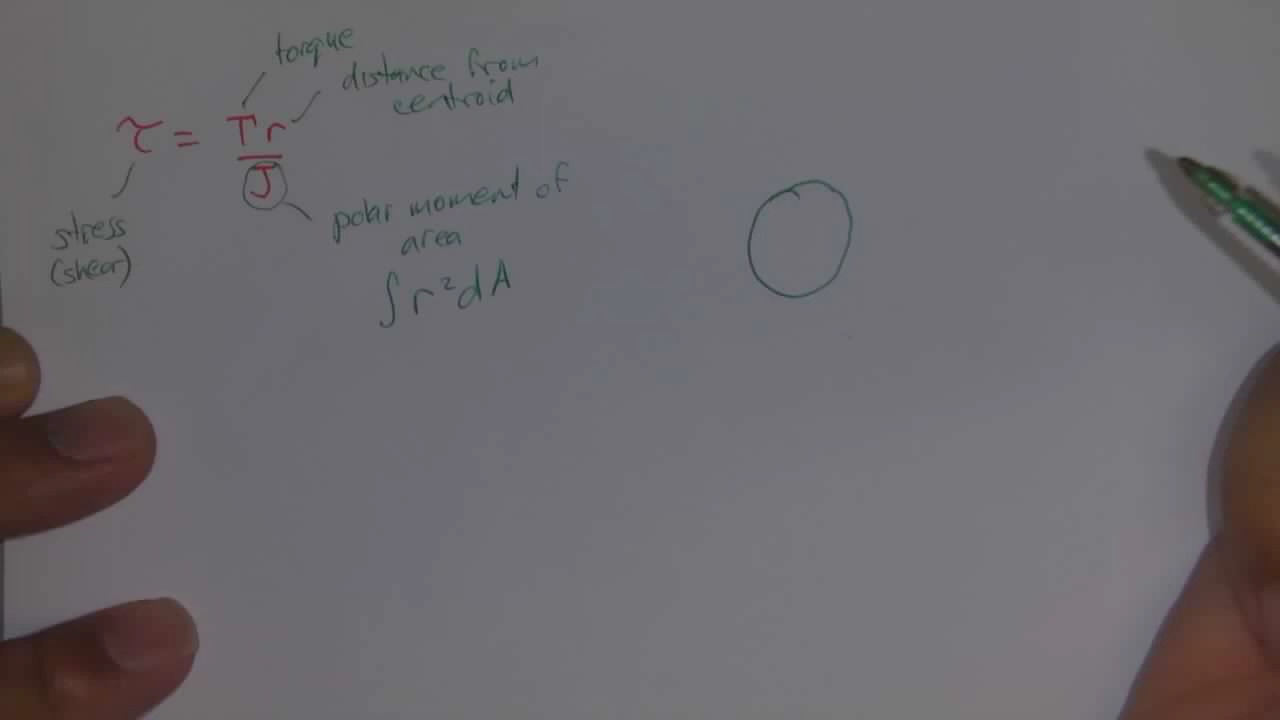 torque
distance from
centroid
τ = Tr
J
stress
(shear)
polar moment of
area
∫r²dA